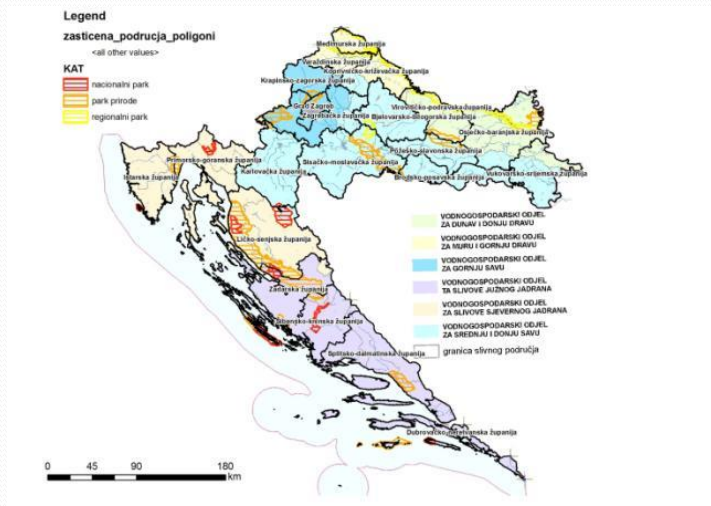 Legend
zasticena_podrucja_poligoni
<all other values>
KAT
nacionalni park
park prirode
regionalni park
Međimurska županija
Varaždinska županija
Koprivničko-križevačka županija
Krapinsko-zagorska županija
Grad Zagreb
Zagrebačka županija
Virovitičko-podravska županija
Bjelovarsko-bilogorska županija
Osječko-baranjska županija
Požeško-slavonska županija
Primorsko-goranska županija
Sisačko-moslavačka županija
Istarska županija
Karlovačka županija
Brodsko-posavska županija
Vukovarsko-srijemska županija
VODNOGOSPODARSKI ODJEL
ZA DUNAV I DONJU DRAVU
VODNOGOSPODARSKI ODJEL
ZA MURU I GORNJU DRAVU
Ličko-senjska županija
VODNOGOSPODARSKI ODJEL
ZA GORNJU SAVU
VODNOGOSPODARSKI ODJEL
TA SLIVOVE JUŽNOG JADRANA
Zadarska županija
VODNOGOSPODARSKI ODJEL
ZA SLIVOVE SJEVERNOG JADRANA
Šibensko-kninska županija
VODNOGOSPODARSKI ODJEL
ZA SREDNJU I DONJU SAVU
granica slivnog područja
Splitsko-dalmatinska županija
Dubrovačko-neretvanska županija
0 45 90 180
km